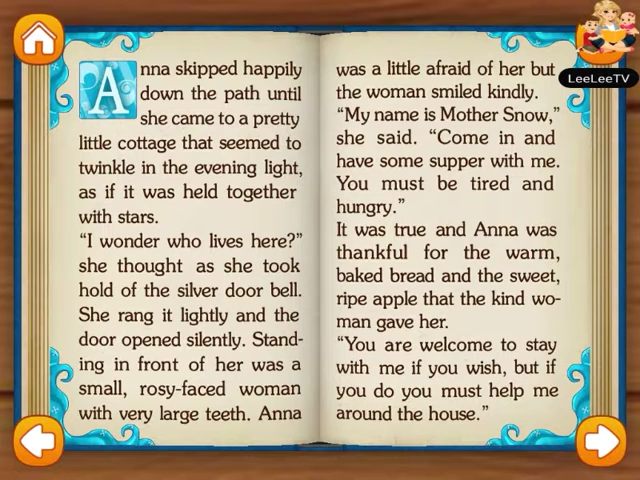 Anna skipped happily
down the path until
she came to a pretty
little cottage that seemed to
twinkle in the evening light,
as if it was held together
with stars.
“I wonder who lives here?”
she thought as she took
hold of the silver door bell.
She rang it lightly and the
door opened silently. Stand-
ing in front of her was a
small, rosy-faced woman
with very large teeth. Anna
was a little afraid of her but
the woman smiled kindly.
“My name is Mother Snow,”
she said. “Come in and
have some supper with me.
You must be tired and
hungry.”
It was true and Anna was
thankful for the warm,
baked bread and the sweet,
ripe apple that the kind wo-
man gave her.
“You are welcome to stay
with me if you wish, but if
you do you must help me
around the house.”
LeeLeeTV